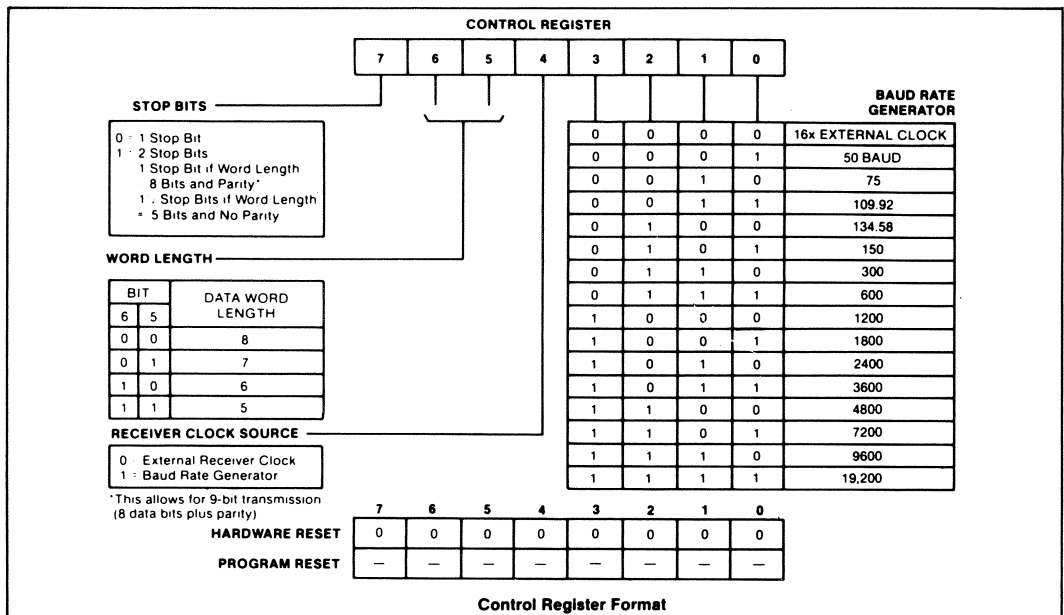 CONTROL REGISTER
7 6 5 4 3 2 1 0
STOP BITS
0 = 1 Stop Bit
1 = 2 Stop Bits
1 Stop Bit if Word Length
8 Bits and Parity*
1 . Stop Bits if Word Length
= 5 Bits and No Parity
WORD LENGTH
BIT DATA WORD
LENGTH
6 5
0 0 8
0 1 7
1 0 6
1 1 5
RECEIVER CLOCK SOURCE
0 = External Receiver Clock
1 = Baud Rate Generator
*This allows for 9-bit transmission
(8 data bits plus parity)
BAUD RATE
GENERATOR
0 0 0 0 16x EXTERNAL CLOCK
0 0 0 1 50 BAUD
0 0 1 0 75
0 0 1 1 109.92
0 1 0 0 134.58
0 1 0 1 150
0 1 1 0 300
0 1 1 1 600
1 0 0 0 1200
1 0 0 1 1800
1 0 1 0 2400
1 0 1 1 3600
1 1 0 0 4800
1 1 0 1 7200
1 1 1 0 9600
1 1 1 1 19,200
7 6 5 4 3 2 1 0
HARDWARE RESET 0 0 0 0 0 0 0 0
PROGRAM RESET — — — — — — — —
Control Register Format